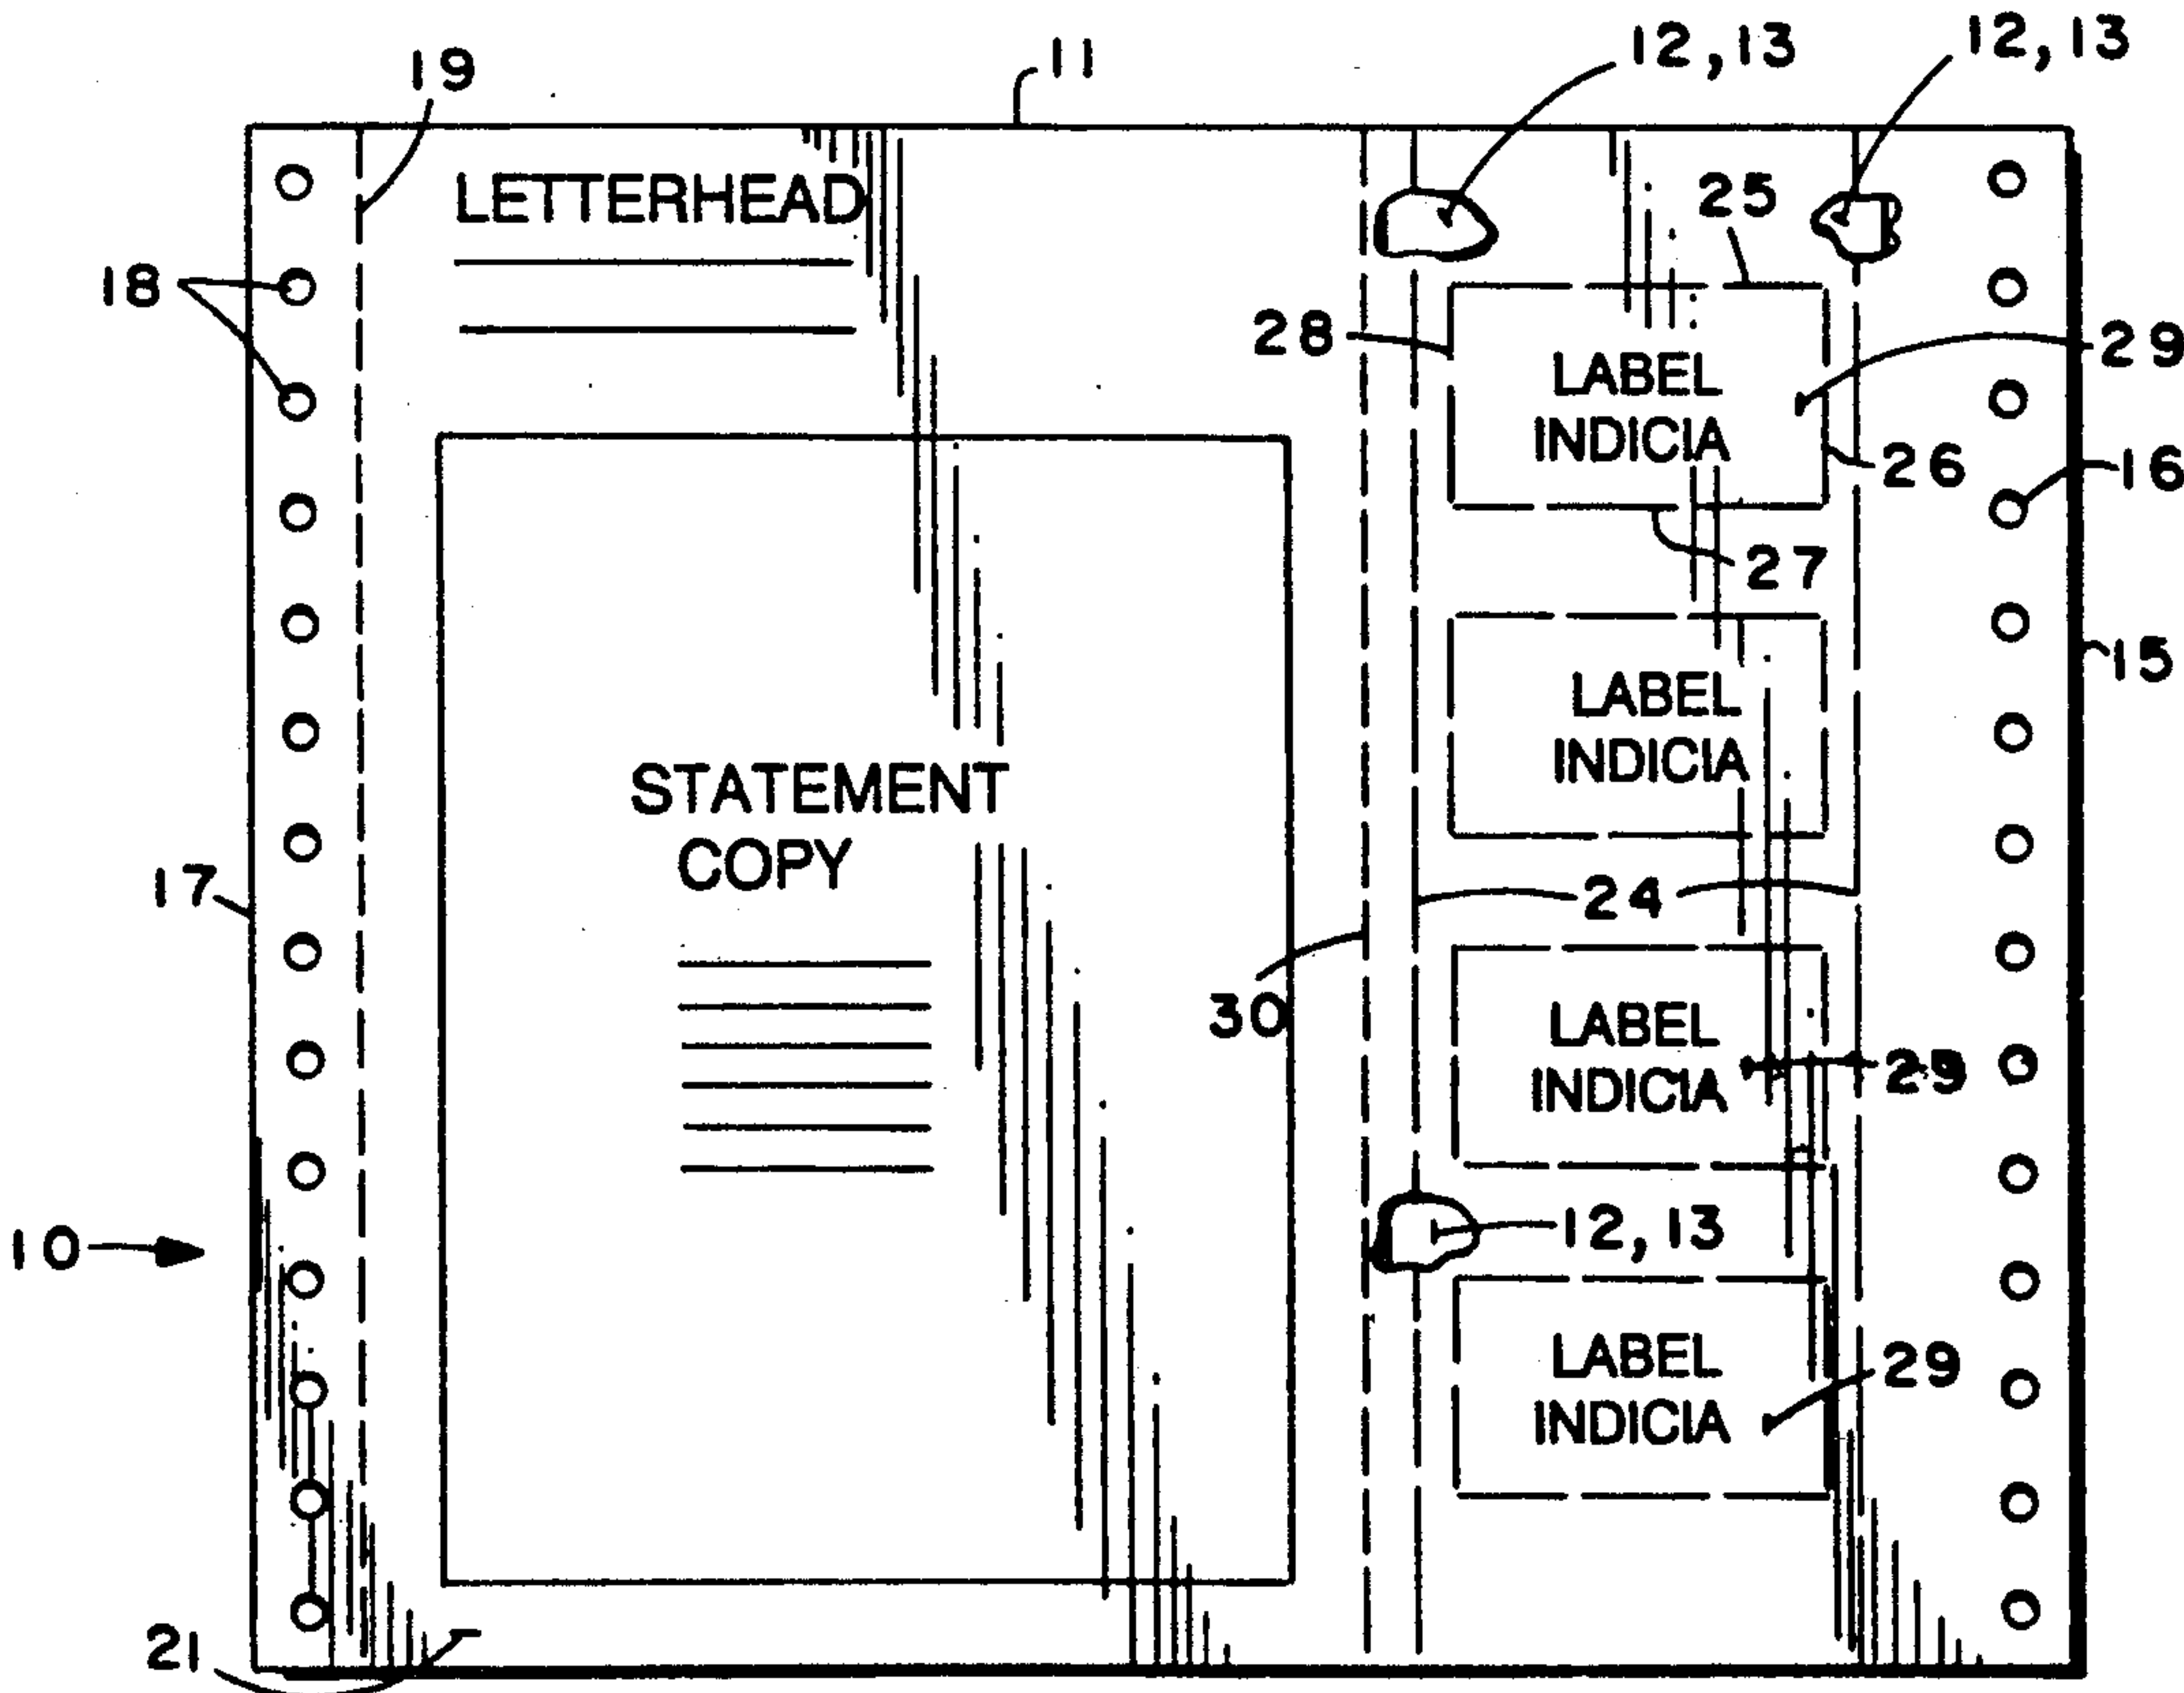 19
11
12,13
12,13
LETTERHEAD
25
18
28
29
LABEL
INDICIA
26
16
27
15
LABEL
INDICIA
STATEMENT
COPY
17
24
30
LABEL
INDICIA
29
12,13
10
LABEL
INDICIA
29
21